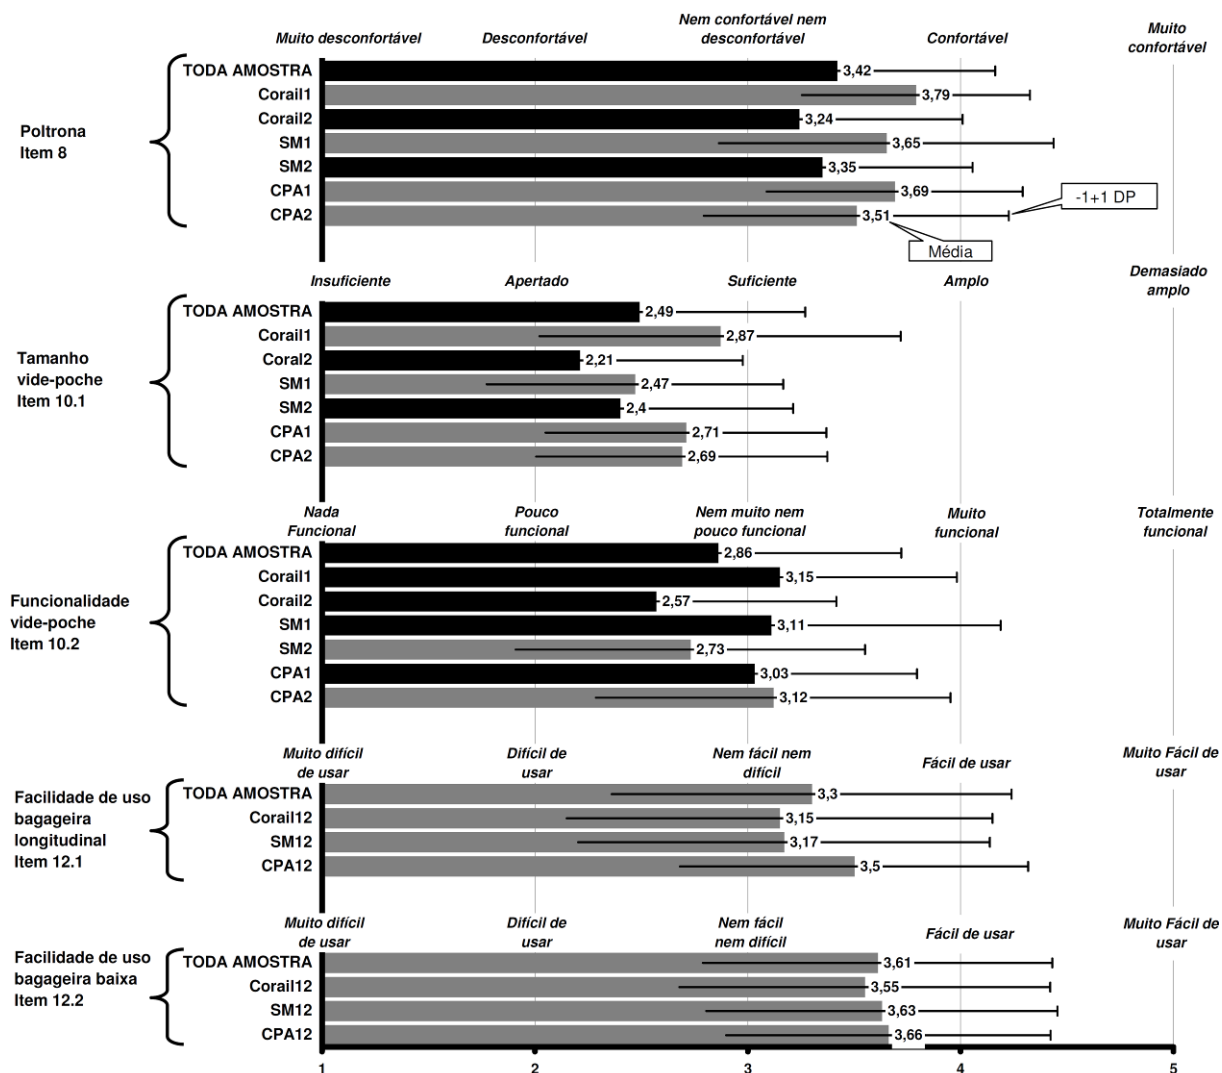 Muito desconfortável
Desconfortável
Nem confortável nem
desconfortável
Confortável
Muito
confortável
Poltrona
Item 8
TODA AMOSTRA 3,42
Corail1 3,79
Corail2 3,24
SM1 3,65
SM2 3,35
CPA1 3,69
CPA2 3,51
-1+1 DP
Média
Insuficiente
Apertado
Suficiente
Amplo
Demasiado
amplo
Tamanho
vide-poche
Item 10.1
TODA AMOSTRA 2,49
Corail1 2,87
Coral2 2,21
SM1 2,47
SM2 2,4
CPA1 2,71
CPA2 2,69
Nada
Funcional
Pouco
funcional
Nem muito nem
pouco funcional
Muito
funcional
Totalmente
funcional
Funcionalidade
vide-poche
Item 10.2
TODA AMOSTRA 2,86
Corail1 3,15
Corail2 2,57
SM1 3,11
SM2 2,73
CPA1 3,03
CPA2 3,12
Muito difícil
de usar
Difícil de
usar
Nem fácil nem
difícil
Fácil de usar
Muito Fácil de
usar
Facilidade de uso
bagageira
longitudinal
Item 12.1
TODA AMOSTRA 3,3
Corail12 3,15
SM12 3,17
CPA12 3,5
Muito difícil
de usar
Difícil de
usar
Nem fácil
nem difícil
Fácil de usar
Muito Fácil de
usar
Facilidade de uso
bagageira baixa
Item 12.2
TODA AMOSTRA 3,61
Corail12 3,55
SM12 3,63
CPA12 3,66
1 2 3 4 5